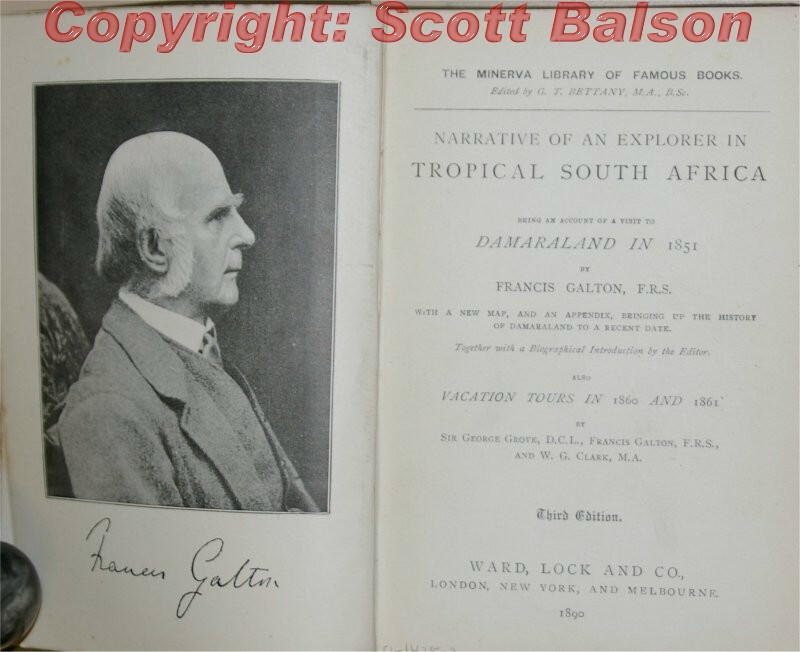 Copyright: Scott Balson
Francis Galton
THE MINERVA LIBRARY OF FAMOUS BOOKS.
Edited by G. T. BETTANY, M.A., B.Sc.
NARRATIVE OF AN EXPLORER IN
TROPICAL SOUTH AFRICA
BEING AN ACCOUNT OF A VISIT TO
DAMARALAND IN 1851
BY
FRANCIS GALTON, F.R.S.
WITH A NEW MAP, AND AN APPENDIX, BRINGING UP THE HISTORY
OF DAMARALAND TO A RECENT DATE.
Together with a Biographical Introduction by the Editor.
ALSO
VACATION TOURS IN 1860 AND 1861
BY
SIR GEORGE GROVE, D.C.L., FRANCIS GALTON, F.R.S.,
AND W. G. CLARK, M.A.
Third Edition.
WARD, LOCK AND CO.,
LONDON, NEW YORK, AND MELBOURNE.
1890